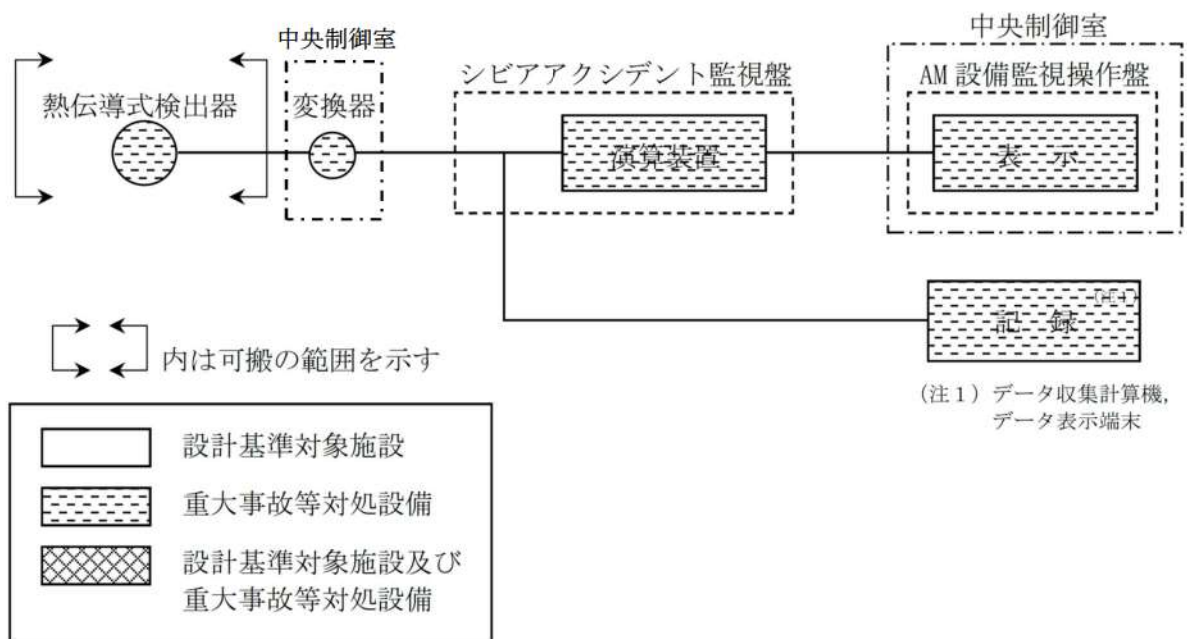 中央制御室
中央制御室
シビアアクシデント監視盤
AM 設備監視操作盤
熱伝導式検出器
変換器
演算装置
表 示
(注1)
記 録
内は可搬の範囲を示す
(注1) データ収集計算機,
データ表示端末
設計基準対象施設
重大事故等対処設備
設計基準対象施設及び
重大事故等対処設備